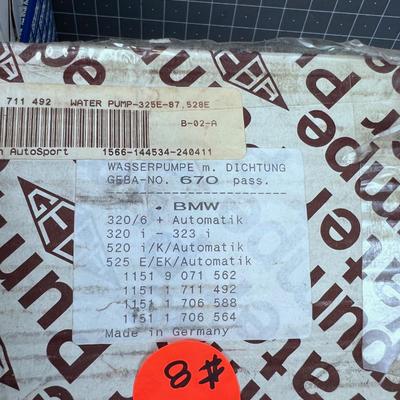 711 492 WATER PUMP-325E-87,528E
B-02-A
AutoSport 1566-144534-240411
WASSERPUMPE m. DICHTUNG
GEBA-NO. 670 pass.
. BMW
320/6 + Automatik
320 i - 323 i
520 i/K/Automatik
525 E/EK/Automatik
1151 9 071 562
1151 1 711 492
1151 1 706 588
1151 1 706 564
Made in Germany
8#